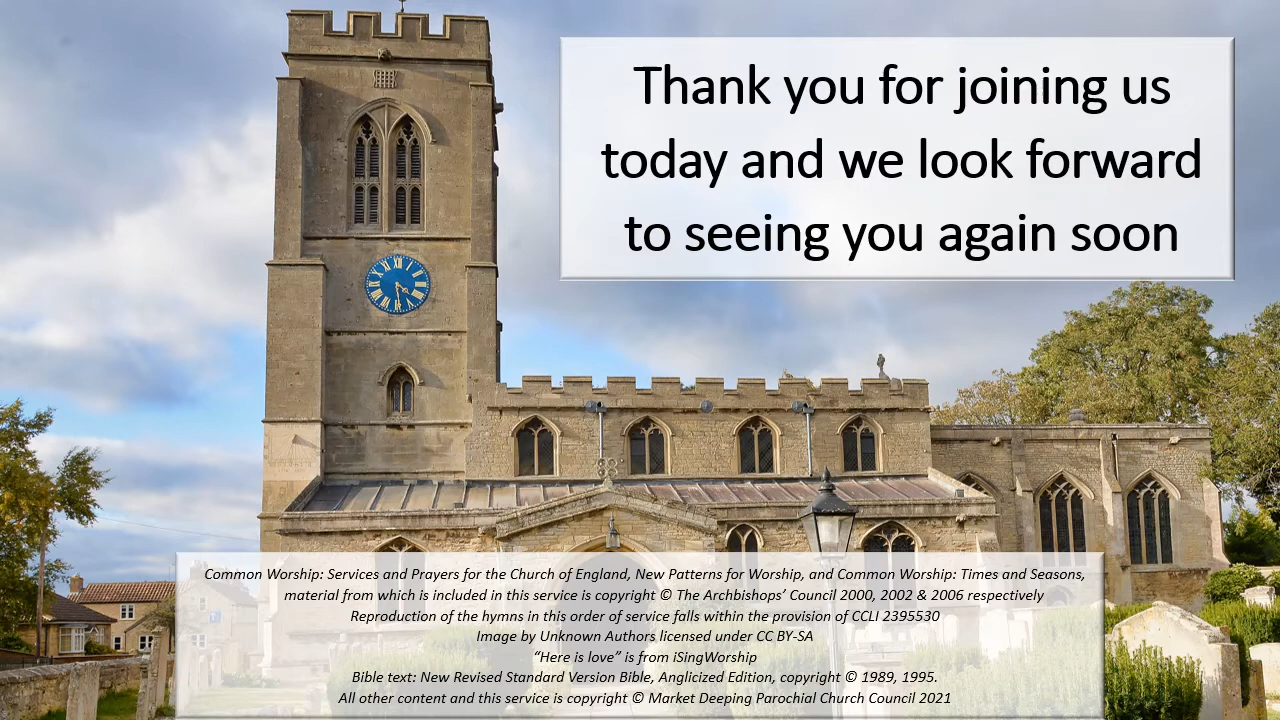 Thank you for joining us
today and we look forward
to seeing you again soon
Common Worship: Services and Prayers for the Church of England, New Patterns for Worship, and Common Worship: Times and Seasons,
material from which is included in this service is copyright © The Archbishops’ Council 2000, 2002 & 2006 respectively
Reproduction of the hymns in this order of service falls within the provision of CCLI 2395530
Image by Unknown Authors licensed under CC BY-SA
“Here is love” is from iSingWorship
Bible text: New Revised Standard Version Bible, Anglicized Edition, copyright © 1989, 1995.
All other content and this service is copyright © Market Deeping Parochial Church Council 2021